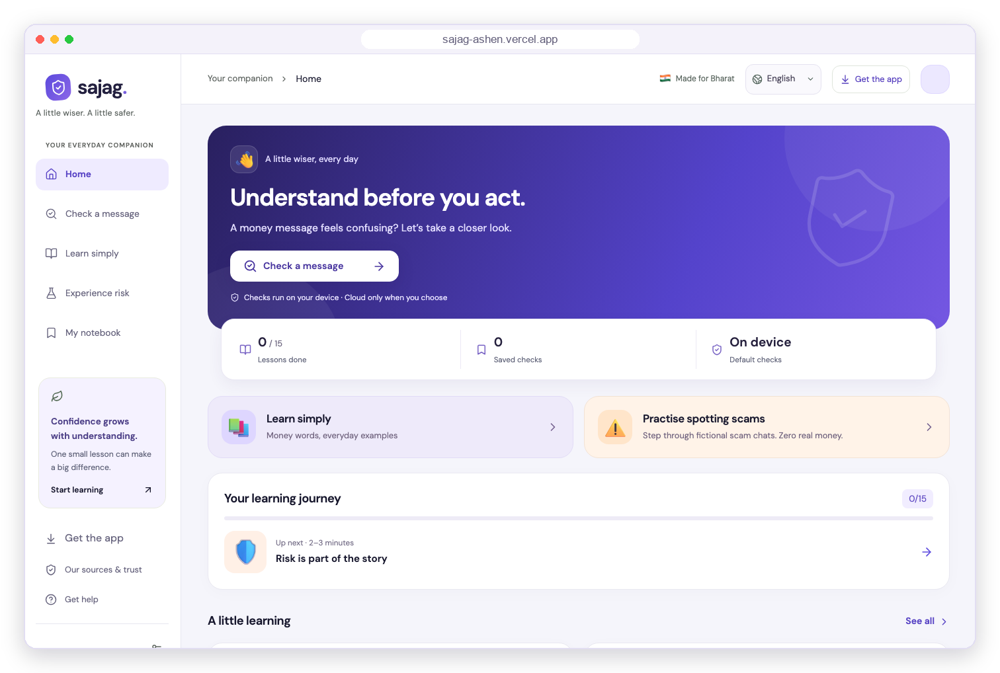 sajag-ashen.vercel.app
sajag.
A little wiser. A little safer.
YOUR EVERYDAY COMPANION
Home
Check a message
Learn simply
Experience risk
My notebook
Confidence grows
with understanding.
One small lesson can make
a big difference.
Start learning
Get the app
Our sources & trust
Get help
Your companion > Home
Made for Bharat
English
Get the app
A little wiser, every day
Understand before you act.
A money message feels confusing? Let’s take a closer look.
Check a message
Checks run on your device · Cloud only when you choose
0 / 15
Lessons done
0
Saved checks
On device
Default checks
Learn simply
Money words, everyday examples
Practise spotting scams
Step through fictional scam chats. Zero real money.
Your learning journey
0/15
Up next · 2–3 minutes
Risk is part of the story
A little learning
See all